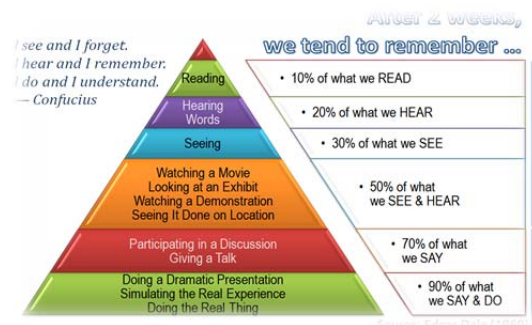 After 2 weeks,
we tend to remember ...
I see and I forget.
I hear and I remember.
I do and I understand.
— Confucius
Reading
Hearing
Words
Seeing
Watching a Movie
Looking at an Exhibit
Watching a Demonstration
Seeing It Done on Location
Participating in a Discussion
Giving a Talk
Doing a Dramatic Presentation
Simulating the Real Experience
Doing the Real Thing
• 10% of what we READ
• 20% of what we HEAR
• 30% of what we SEE
• 50% of what
we SEE & HEAR
• 70% of what
we SAY
• 90% of what
we SAY & DO
Source: Edgar Dale (1969)